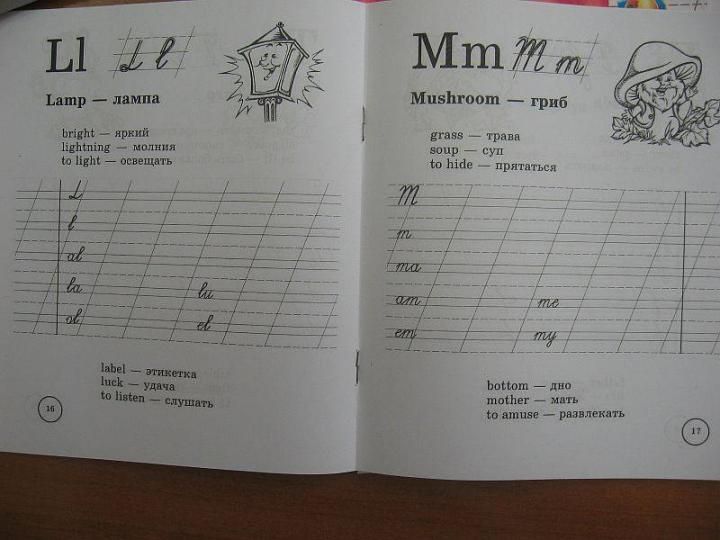 Ll L l
Lamp — лампа
bright — яркий
lightning — молния
to light — освещать
L
l
al
la lu
ol el
label — этикетка
luck — удача
to listen — слушать
16
Mm M m
Mushroom — гриб
grass — трава
soup — суп
to hide — прятаться
M
m
ma
am me
em my
bottom — дно
mother — мать
to amuse — развлекать
17